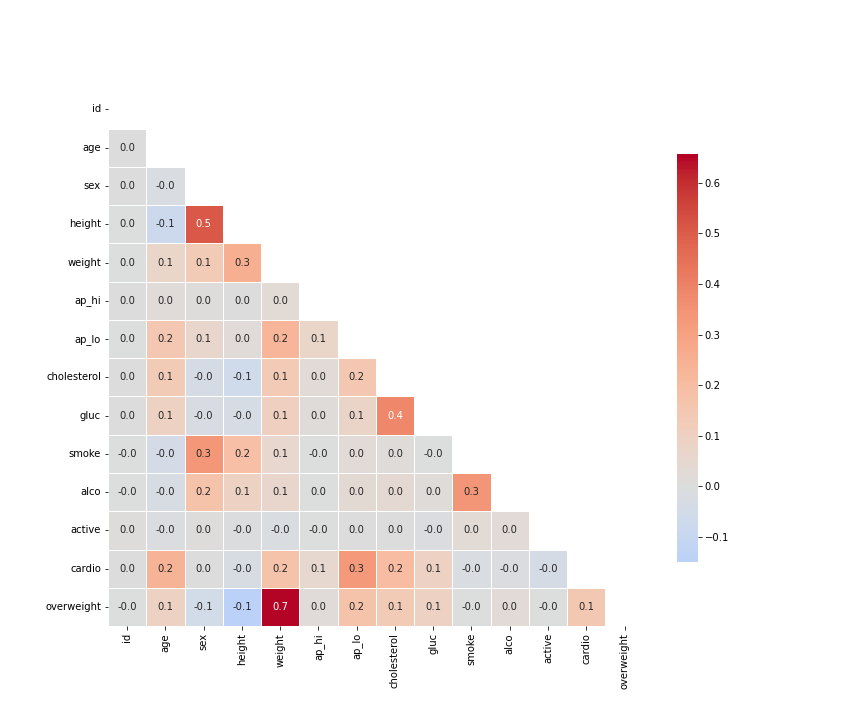 id
age 0.0
sex 0.0 -0.0
height 0.0 -0.1 0.5
weight 0.0 0.1 0.1 0.3
ap_hi 0.0 0.0 0.0 0.0 0.0
ap_lo 0.0 0.2 0.1 0.0 0.2 0.1
cholesterol 0.0 0.1 -0.0 -0.1 0.1 0.0 0.2
gluc 0.0 0.1 -0.0 -0.0 0.1 0.0 0.1 0.4
smoke -0.0 -0.0 0.3 0.2 0.1 -0.0 0.0 0.0 -0.0
alco -0.0 -0.0 0.2 0.1 0.1 0.0 0.0 0.0 0.0 0.3
active 0.0 -0.0 0.0 -0.0 -0.0 -0.0 0.0 0.0 -0.0 0.0 0.0
cardio 0.0 0.2 0.0 -0.0 0.2 0.1 0.3 0.2 0.1 -0.0 -0.0 -0.0
overweight -0.0 0.1 -0.1 -0.1 0.7 0.0 0.2 0.1 0.1 -0.0 0.0 -0.0 0.1
id age sex height weight ap_hi ap_lo cholesterol gluc smoke alco active cardio overweight
0.6
0.5
0.4
0.3
0.2
0.1
0.0
−0.1